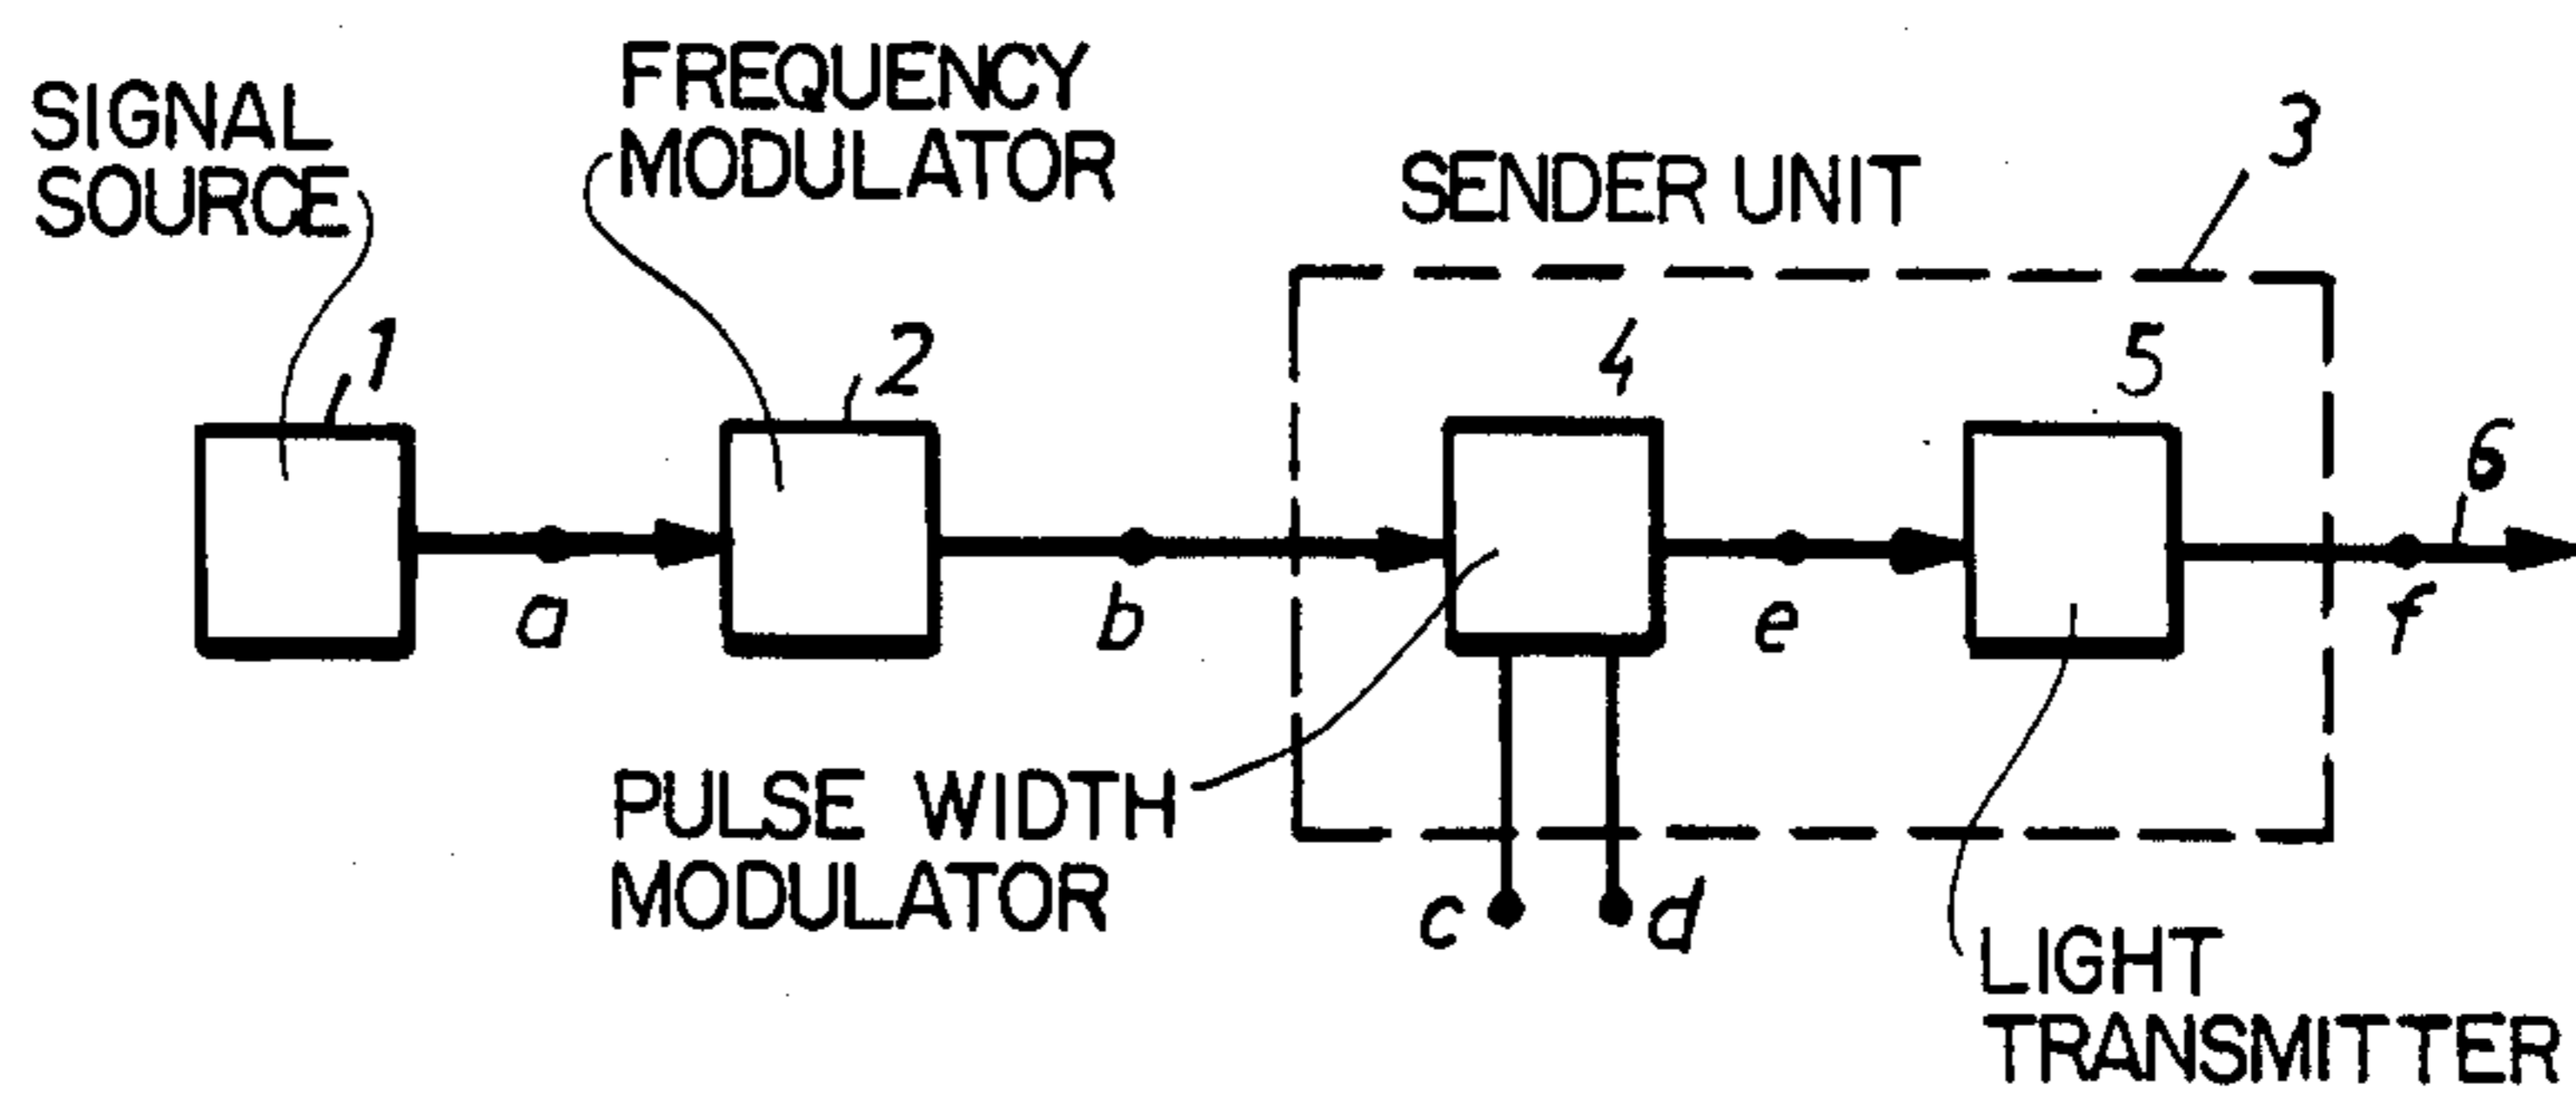 SIGNAL
SOURCE
FREQUENCY
MODULATOR
SENDER UNIT
3
1
2
4
5
6
a
b
e
f
PULSE WIDTH
MODULATOR
c
d
LIGHT
TRANSMITTER